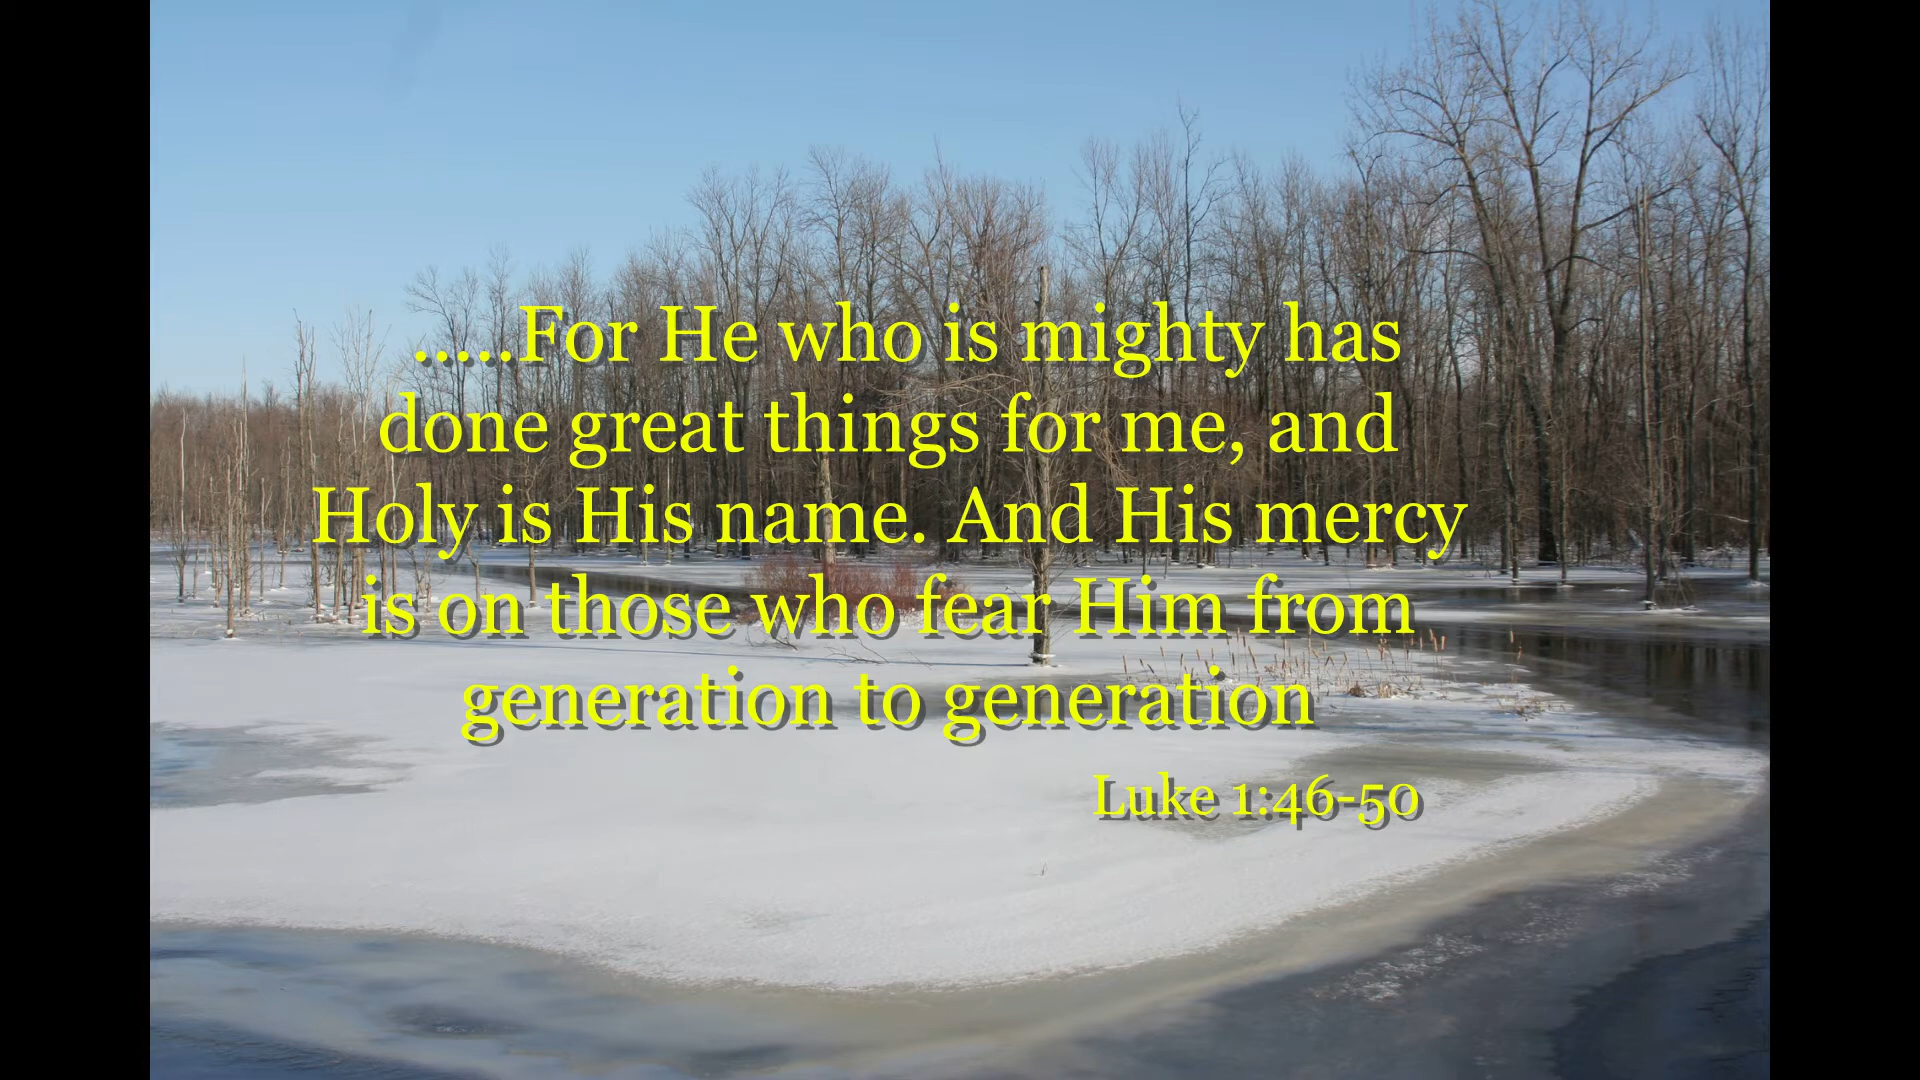 .....For He who is mighty has
done great things for me, and
Holy is His name. And His mercy
is on those who fear Him from
generation to generation
Luke 1:46-50